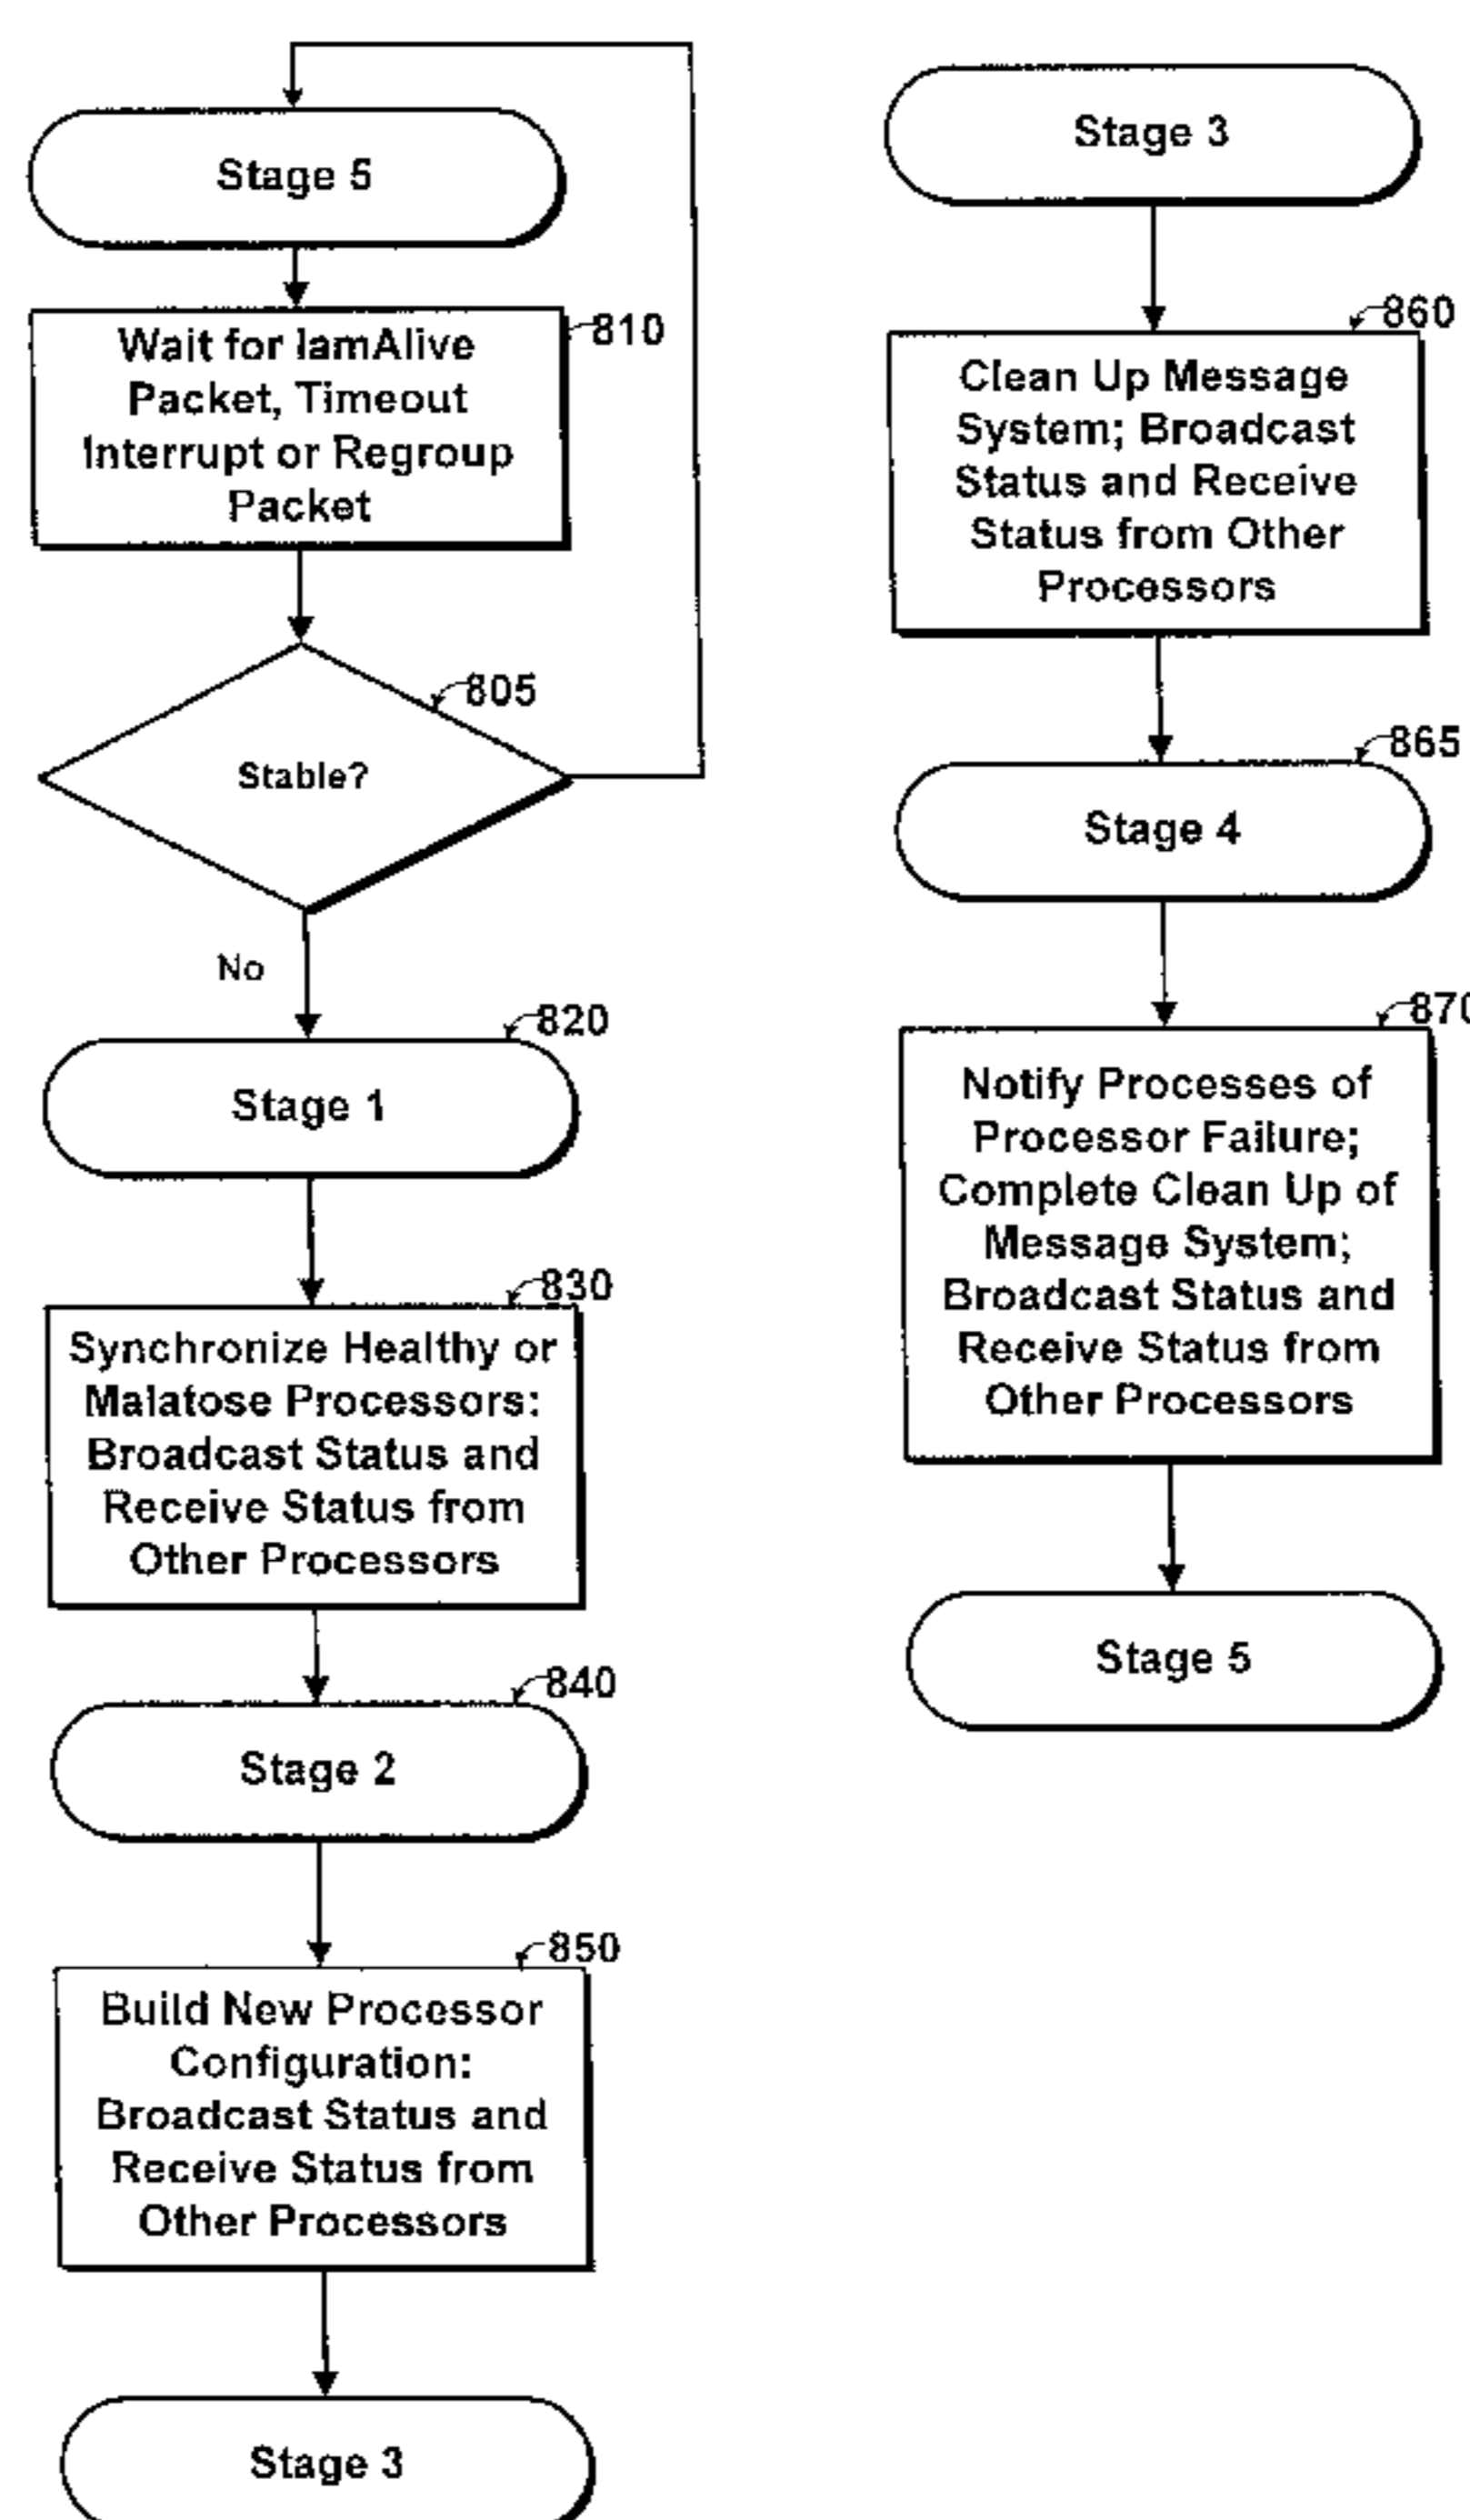 Stage 5
810
Wait for IamAlive
Packet, Timeout
Interrupt or Regroup
Packet
805
Stable?
No
820
Stage 1
830
Synchronize Healthy or
Malatose Processors:
Broadcast Status and
Receive Status from
Other Processors
840
Stage 2
850
Build New Processor
Configuration:
Broadcast Status and
Receive Status from
Other Processors
Stage 3
Stage 3
860
Clean Up Message
System; Broadcast
Status and Receive
Status from Other
Processors
865
Stage 4
870
Notify Processes of
Processor Failure;
Complete Clean Up of
Message System;
Broadcast Status and
Receive Status from
Other Processors
Stage 5